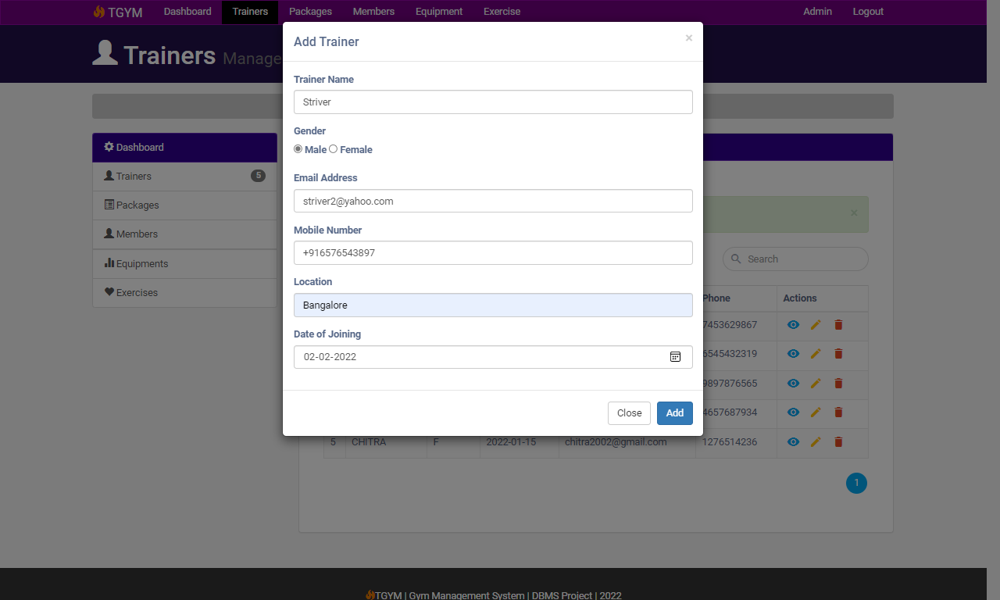 TGYM Dashboard Trainers Packages Members Equipment Exercise Admin Logout
Trainers Manage
Add Trainer ×
Trainer Name
Striver
Gender
Male Female
Email Address
striver2@yahoo.com
Mobile Number
+916576543897
Location
Bangalore
Date of Joining
02-02-2022
Close Add
Dashboard
Trainers 5
Packages
Members
Equipments
Exercises
×
Search
Phone Actions
7453629867
6545432319
9897876565
4657687934
5 CHITRA F 2022-01-15 chitra2002@gmail.com 1276514236
1
TGYM | Gym Management System | DBMS Project | 2022